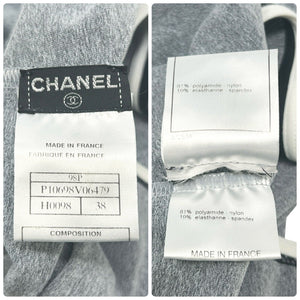 CHANEL
MADE IN FRANCE
FABRIQUE EN FRANCE
98P
P10698V06479
H0098 38
COMPOSITION
81% polyamide - nylon
19% elasthanne - spandex
81% polyamide - nylon
19% elasthanne - spandex
MADE IN FRANCE